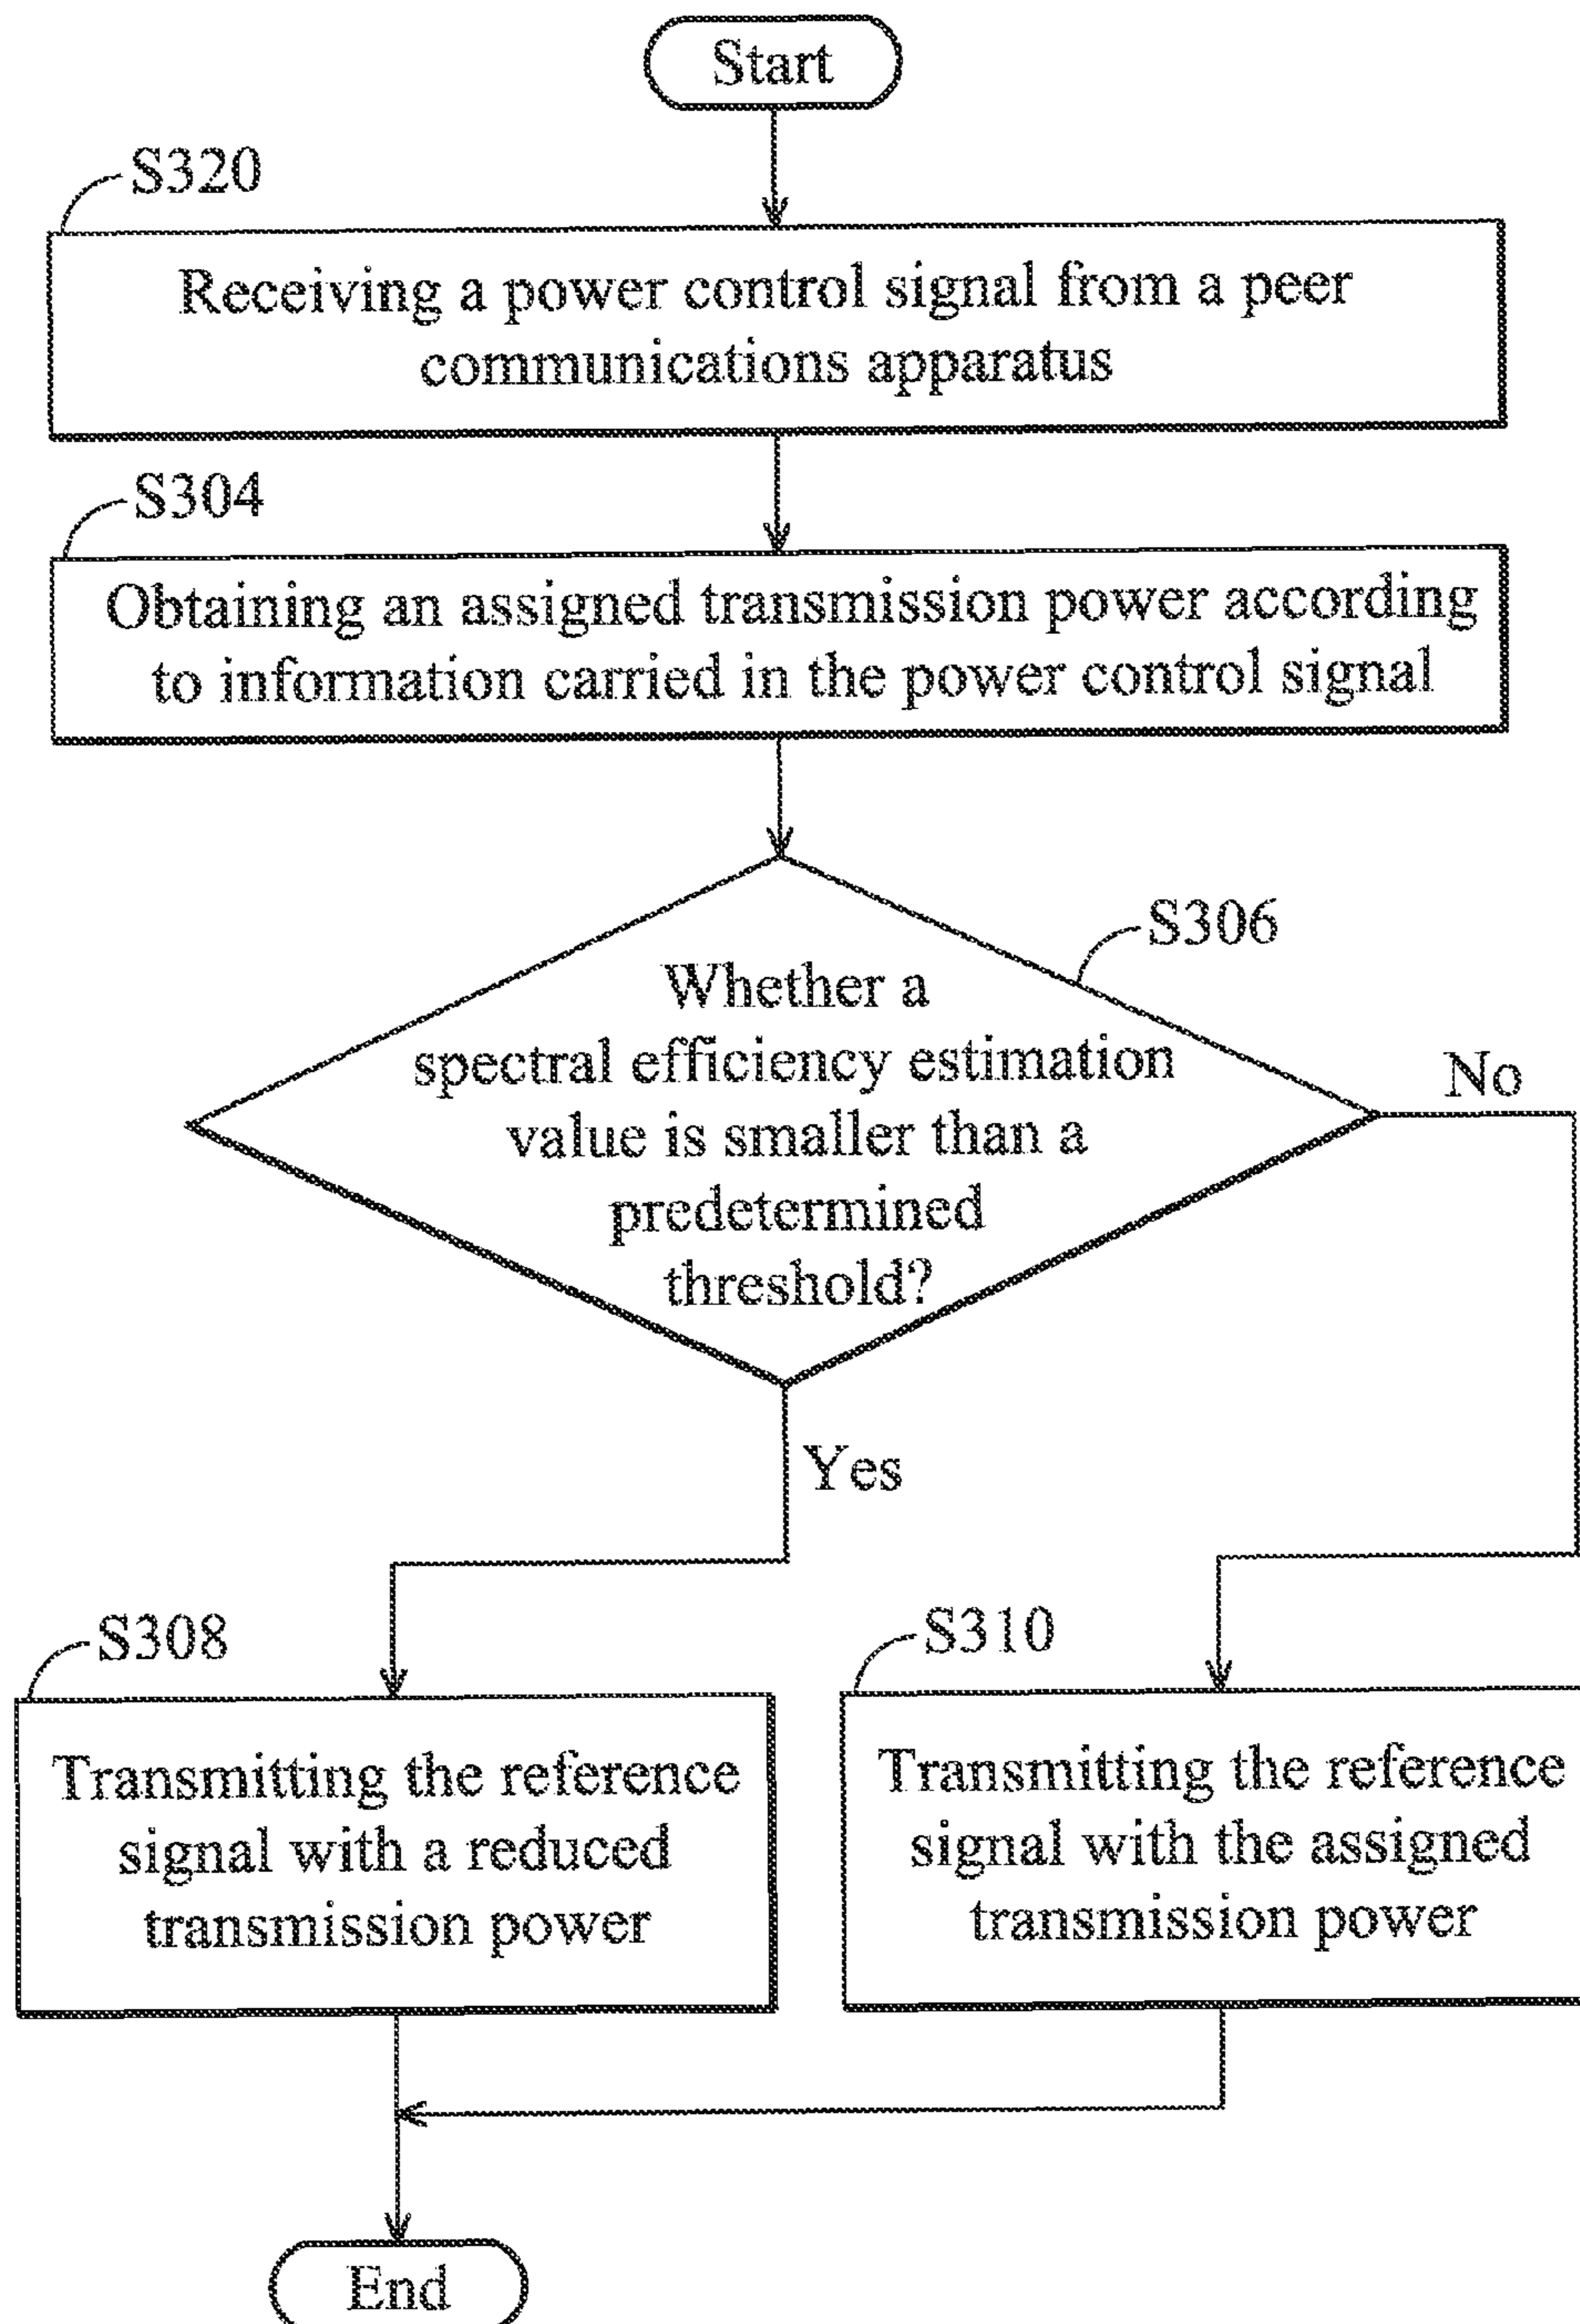 Start
S320
Receiving a power control signal from a peer
communications apparatus
S304
Obtaining an assigned transmission power according
to information carried in the power control signal
S306
Whether a
spectral efficiency estimation
value is smaller than a
predetermined
threshold?
No
Yes
S308
Transmitting the reference
signal with a reduced
transmission power
S310
Transmitting the reference
signal with the assigned
transmission power
End